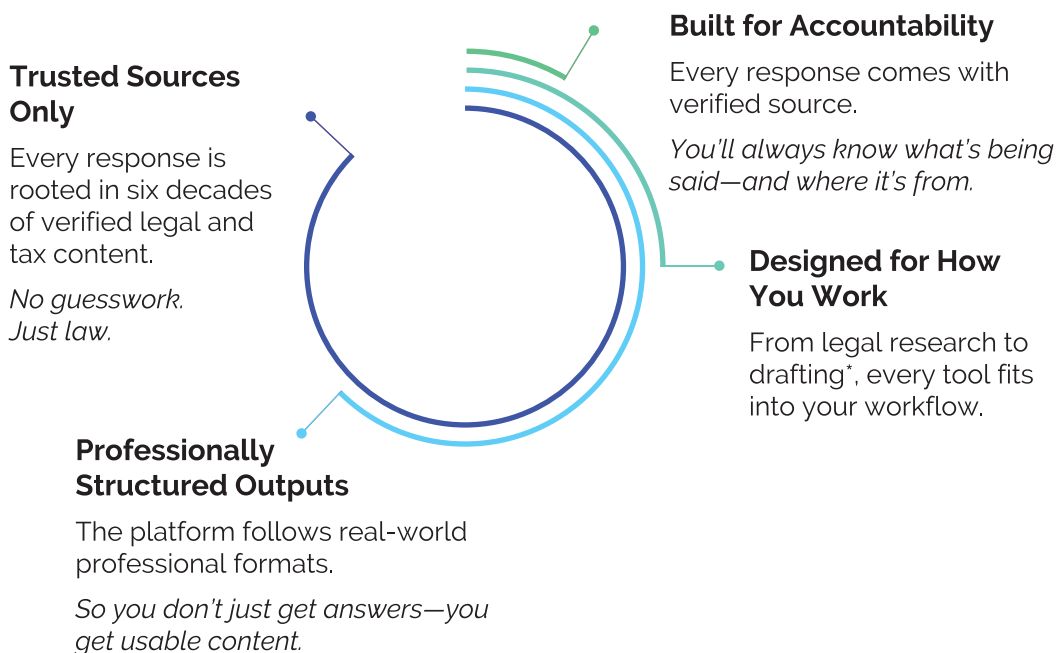 Built for Accountability
Every response comes with
verified source.
You'll always know what's being
said—and where it's from.
Trusted Sources
Only
Every response is
rooted in six decades
of verified legal and
tax content.
No guesswork.
Just law.
Designed for How
You Work
From legal research to
drafting*, every tool fits
into your workflow.
Professionally
Structured Outputs
The platform follows real-world
professional formats.
So you don't just get answers—you
get usable content.